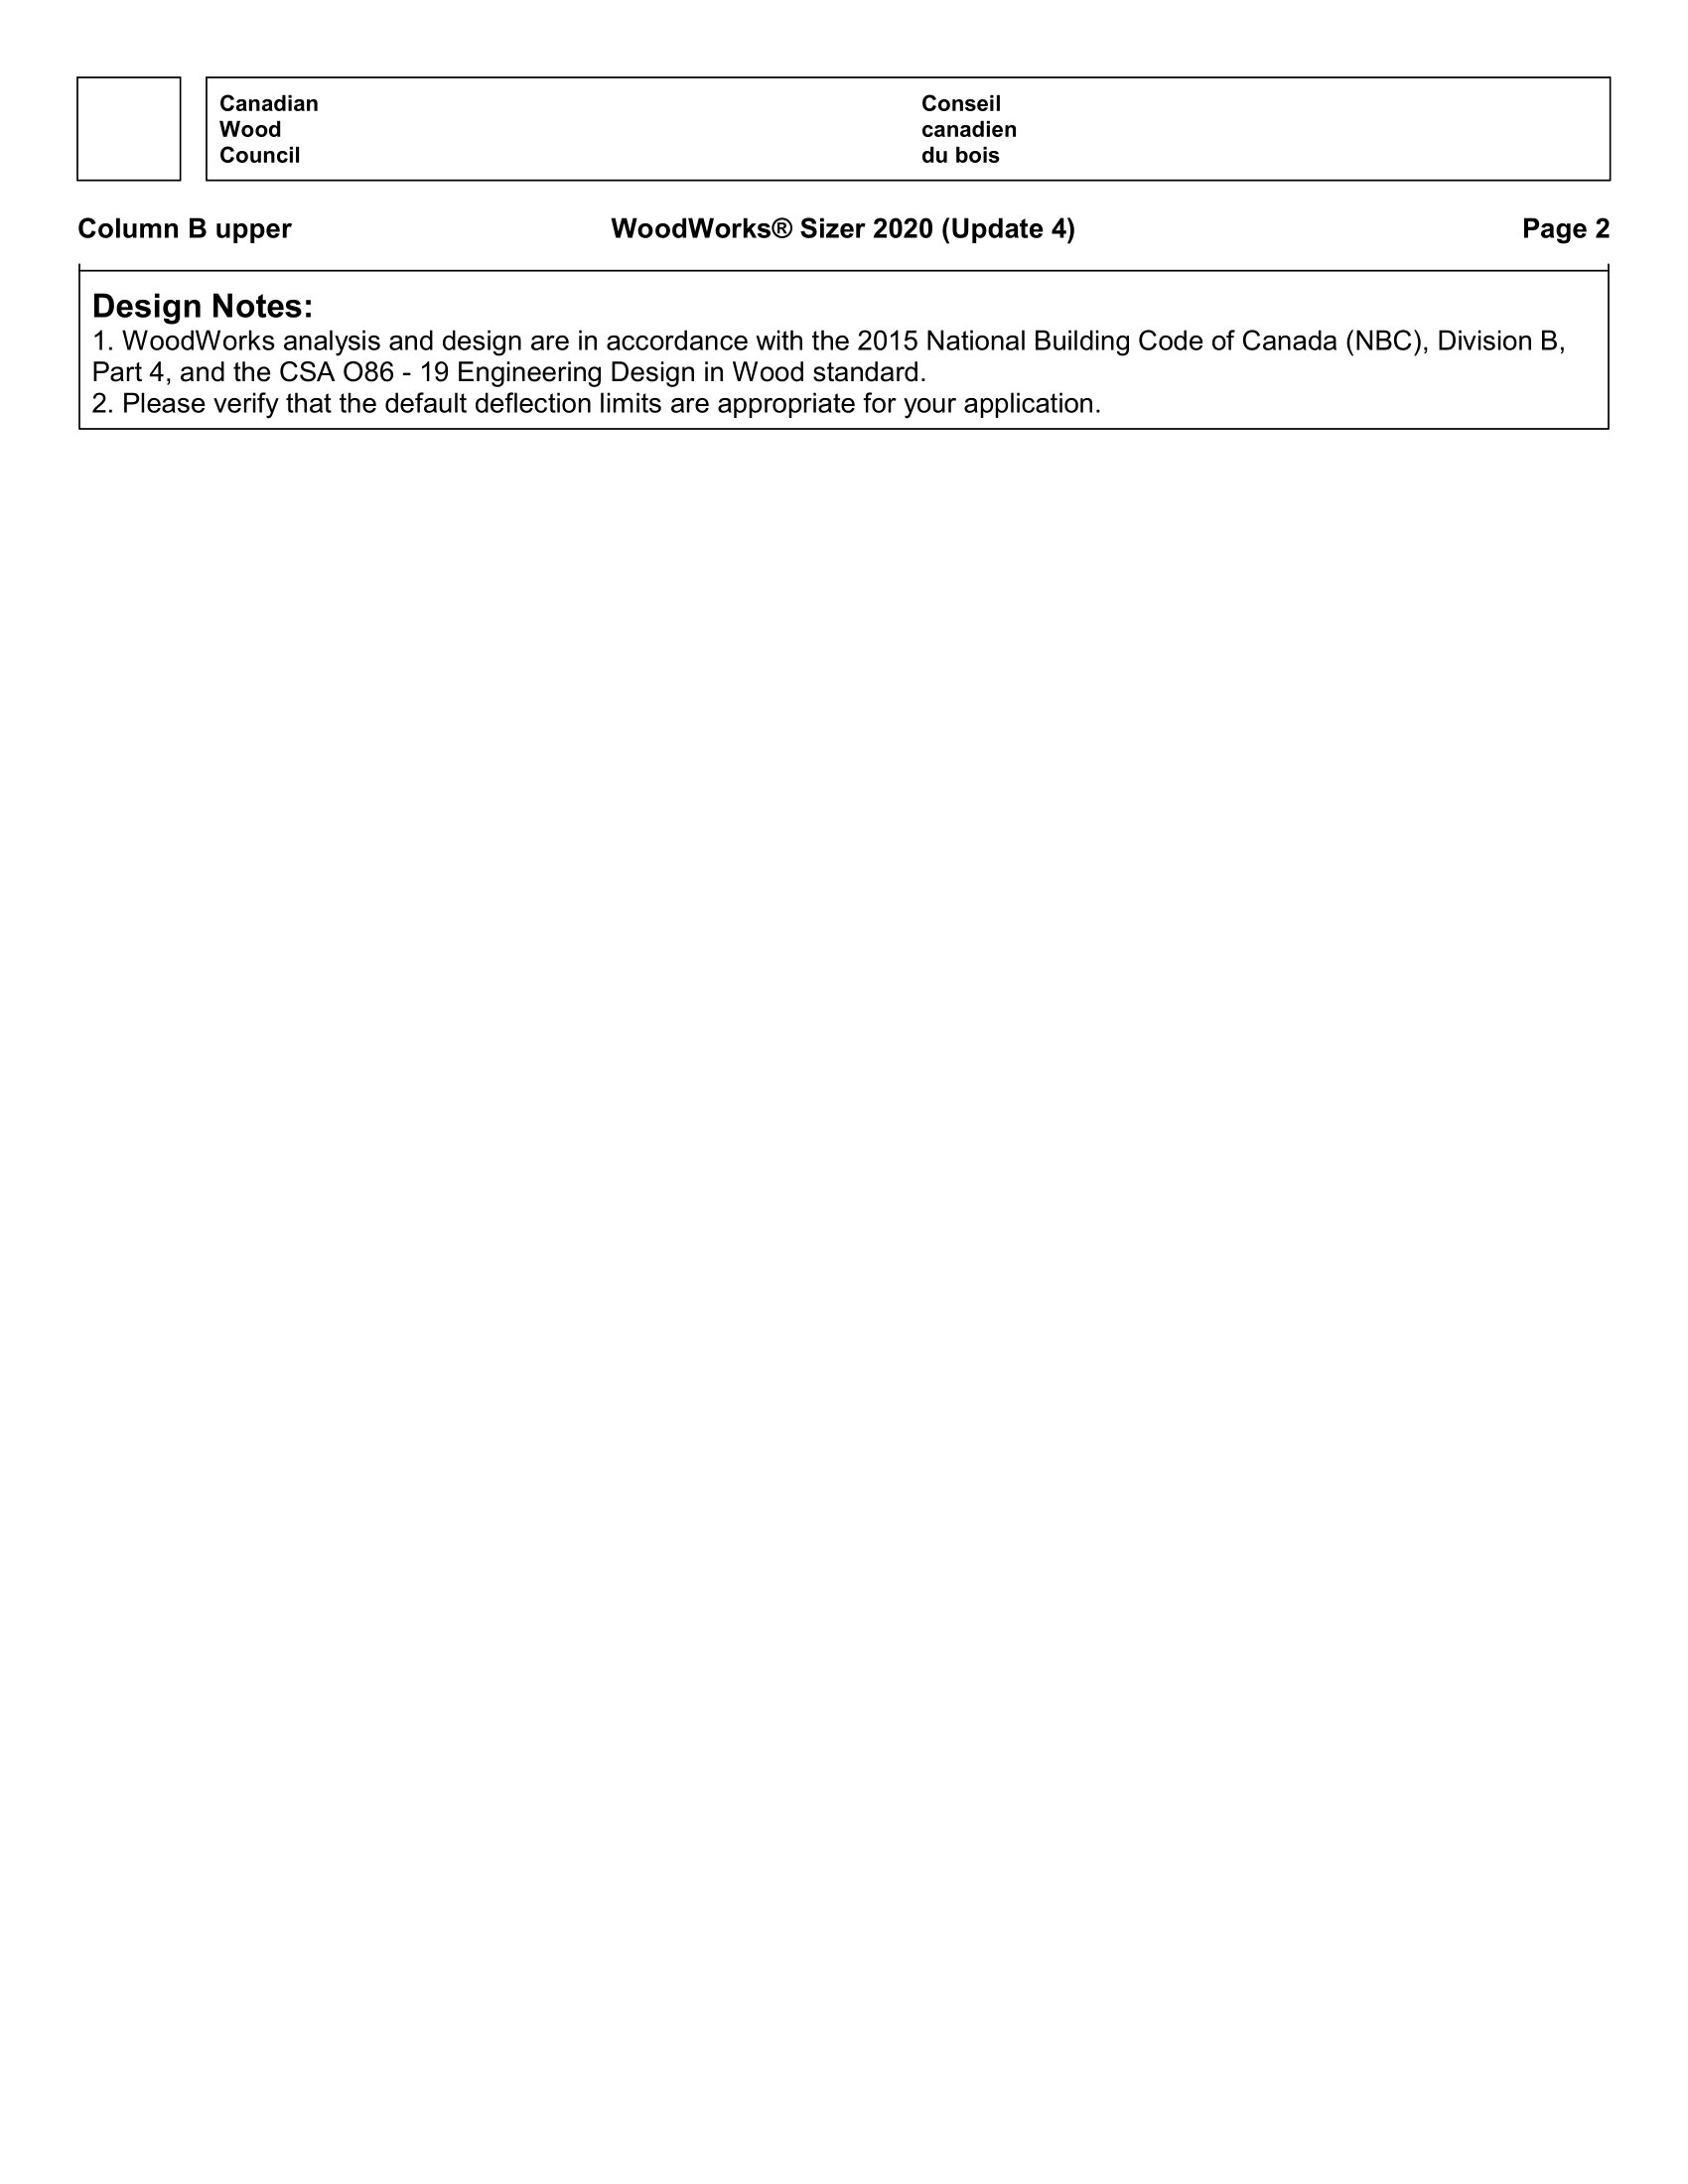 Canadian
Wood
Council
Conseil
canadien
du bois
Column B upper WoodWorks® Sizer 2020 (Update 4) Page 2
Design Notes:
1. WoodWorks analysis and design are in accordance with the 2015 National Building Code of Canada (NBC), Division B,
Part 4, and the CSA O86 - 19 Engineering Design in Wood standard.
2. Please verify that the default deflection limits are appropriate for your application.